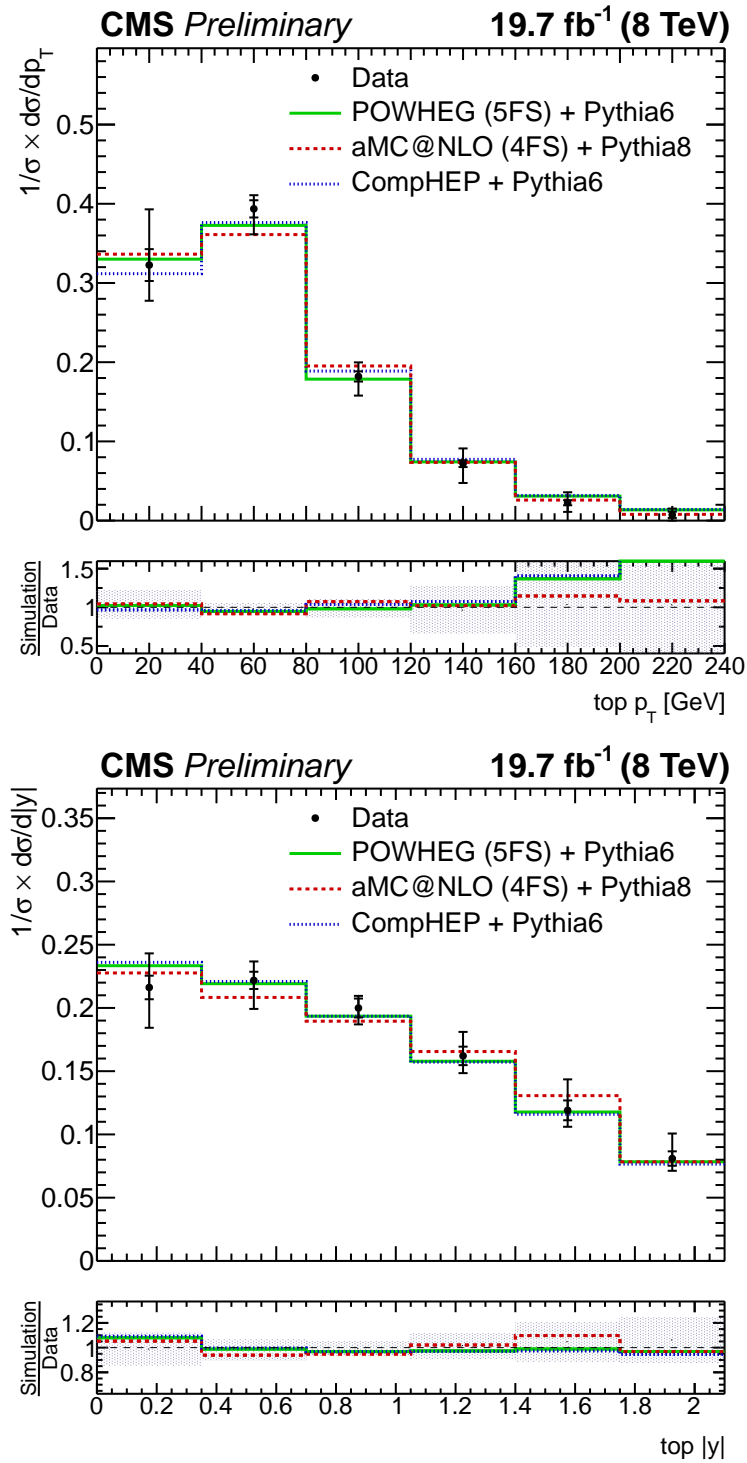 CMS Preliminary 19.7 fb⁻¹ (8 TeV)
1/σ × dσ/dp_T
Data
POWHEG (5FS) + Pythia6
aMC@NLO (4FS) + Pythia8
CompHEP + Pythia6
0.5
0.4
0.3
0.2
0.1
0
Simulation
Data
1.5
1
0.5
0 20 40 60 80 100 120 140 160 180 200 220 240
top p_T [GeV]
CMS Preliminary 19.7 fb⁻¹ (8 TeV)
1/σ × dσ/d|y|
0.35
Data
POWHEG (5FS) + Pythia6
aMC@NLO (4FS) + Pythia8
CompHEP + Pythia6
0.3
0.25
0.2
0.15
0.1
0.05
0
Simulation
Data
1.2
1
0.8
0 0.2 0.4 0.6 0.8 1 1.2 1.4 1.6 1.8 2
top |y|